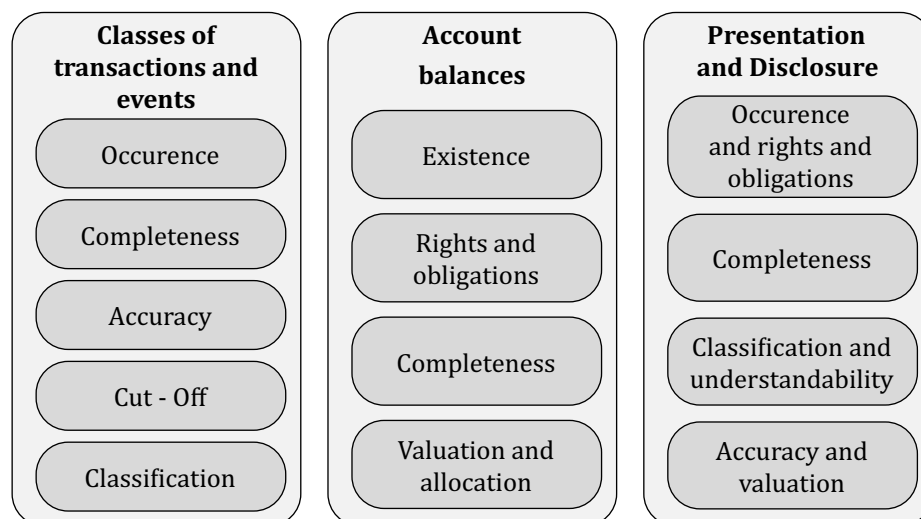 Classes of
transactions and
events
Occurence
Completeness
Accuracy
Cut - Off
Classification
Account
balances
Existence
Rights and
obligations
Completeness
Valuation and
allocation
Presentation
and Disclosure
Occurence
and rights and
obligations
Completeness
Classification and
understandability
Accuracy and
valuation